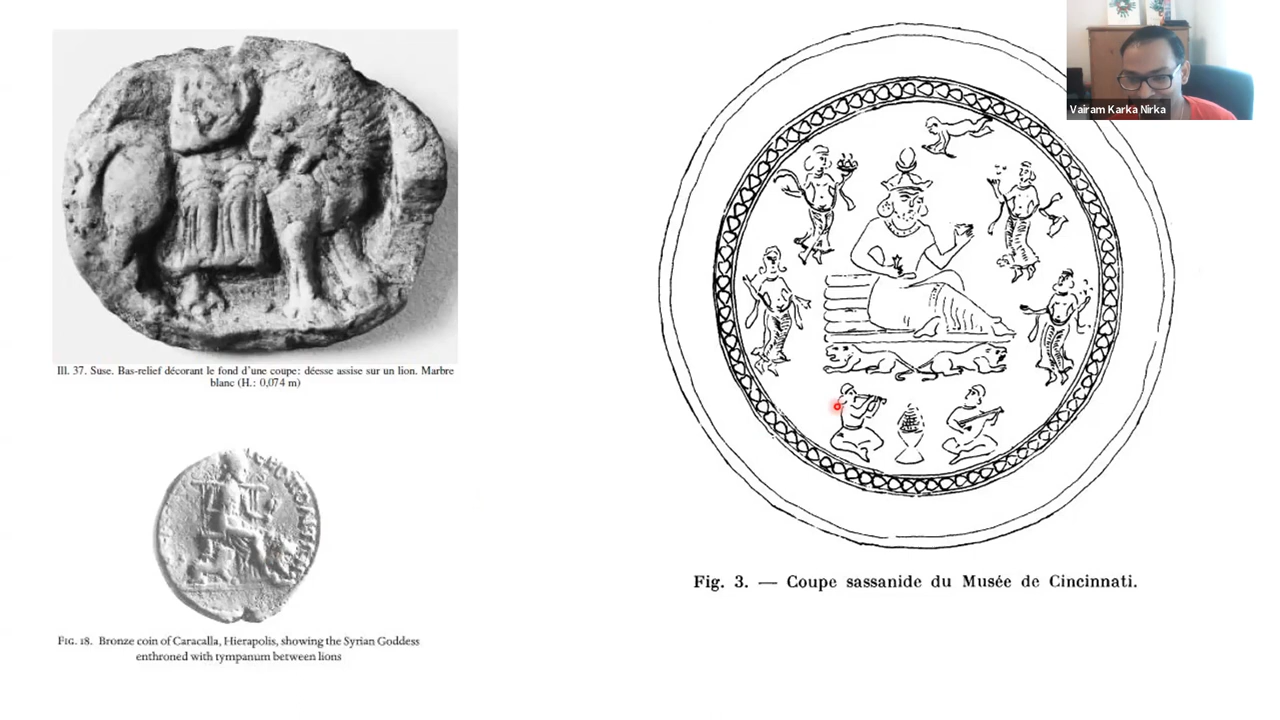 Vairam Karka Nirka
Ill. 37. Suse. Bas-relief décorant le fond d'une coupe: déesse assise sur un lion. Marbre
blanc (H.: 0,074 m)
FIG. 18. Bronze coin of Caracalla, Hierapolis, showing the Syrian Goddess
enthroned with tympanum between lions
Fig. 3. — Coupe sassanide du Musée de Cincinnati.